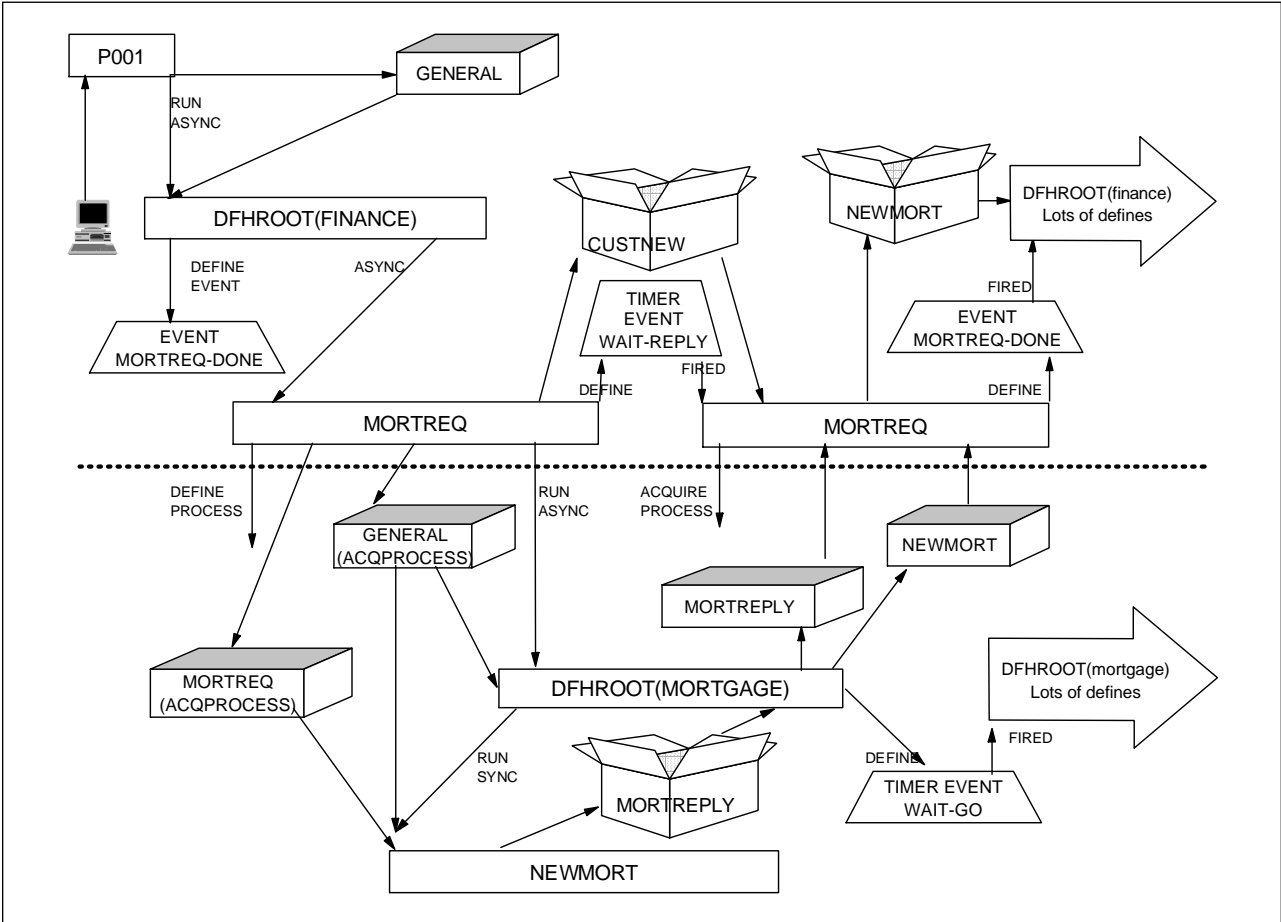 P001
GENERAL
RUN
ASYNC
DFHROOT(FINANCE)
DEFINE
EVENT
ASYNC
EVENT
MORTREQ-DONE
CUSTNEW
TIMER
EVENT
WAIT-REPLY
DEFINE
FIRED
NEWMORT
DFHROOT(finance)
Lots of defines
FIRED
EVENT
MORTREQ-DONE
DEFINE
MORTREQ
MORTREQ
DEFINE
PROCESS
GENERAL
(ACQPROCESS)
RUN
ASYNC
ACQUIRE
PROCESS
NEWMORT
MORTREPLY
MORTREQ
(ACQPROCESS)
DFHROOT(MORTGAGE)
DFHROOT(mortgage)
Lots of defines
RUN
SYNC
MORTREPLY
DEFINE
FIRED
TIMER EVENT
WAIT-GO
NEWMORT